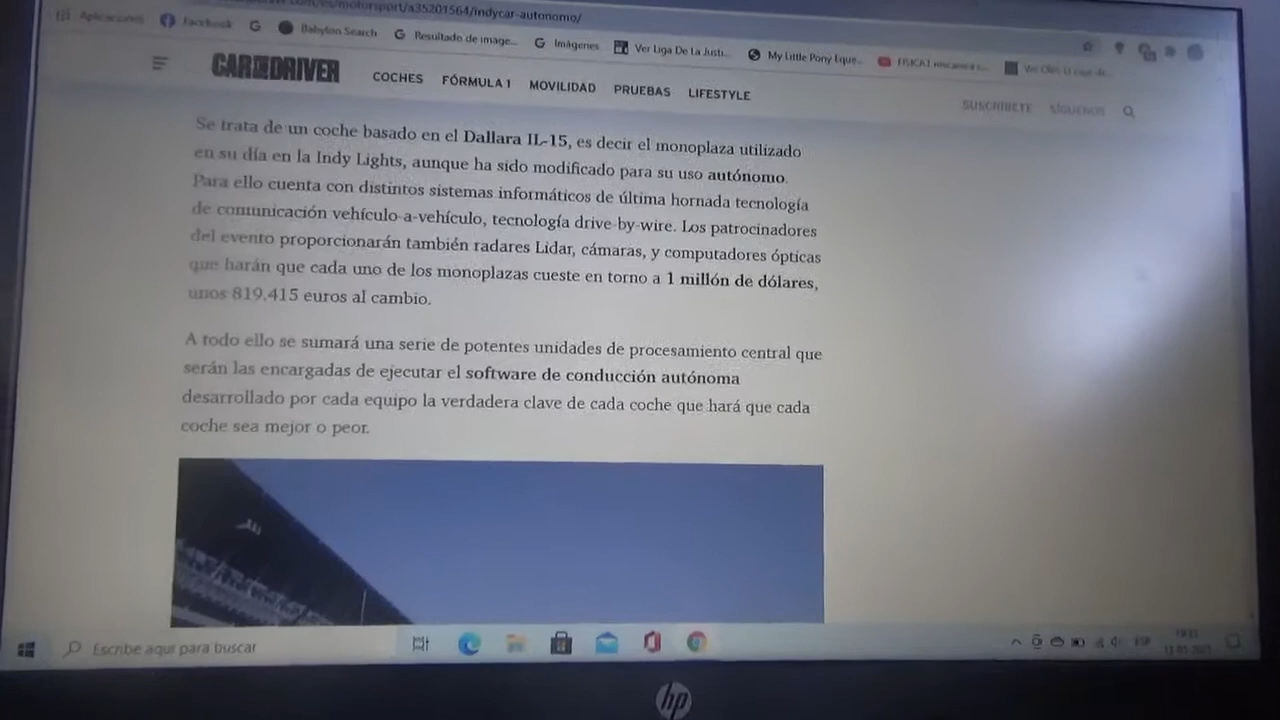 /es/motorsport/a35201564/indycar-autonomo/
Aplicaciones Facebook Babylon Search Resultado de image... Imágenes Ver Liga De La Justi... My Little Pony Eque...
CAR AND DRIVER COCHES FÓRMULA 1 MOVILIDAD PRUEBAS LIFESTYLE SUSCRÍBETE SÍGUENOS
Se trata de un coche basado en el Dallara IL-15, es decir el monoplaza utilizado
en su día en la Indy Lights, aunque ha sido modificado para su uso autónomo.
Para ello cuenta con distintos sistemas informáticos de última hornada tecnología
de comunicación vehículo-a-vehículo, tecnología drive-by-wire. Los patrocinadores
del evento proporcionarán también radares Lidar, cámaras, y computadores ópticas
que harán que cada uno de los monoplazas cueste en torno a 1 millón de dólares,
unos 819.415 euros al cambio.
A todo ello se sumará una serie de potentes unidades de procesamiento central que
serán las encargadas de ejecutar el software de conducción autónoma
desarrollado por cada equipo la verdadera clave de cada coche que hará que cada
coche sea mejor o peor.
Escribe aquí para buscar
ESP
hp